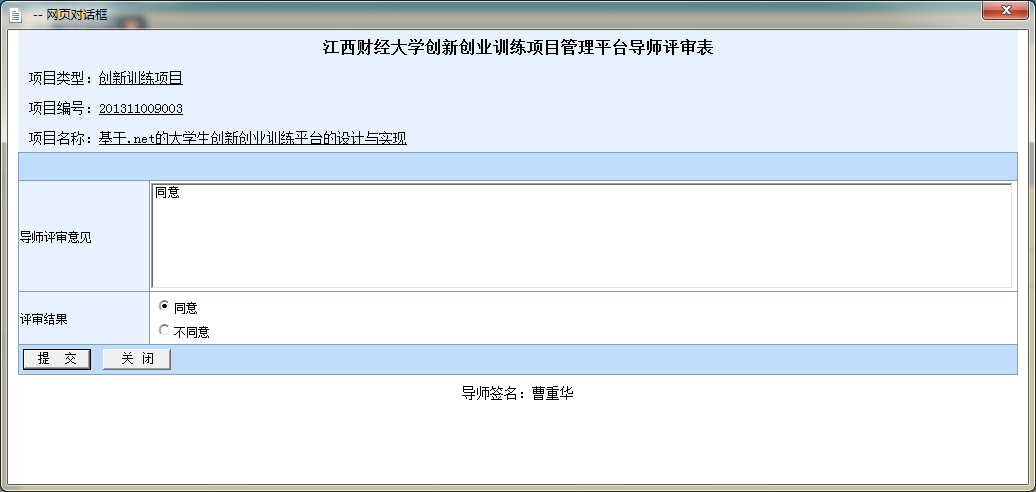 -- 网页对话框
江西财经大学创新创业训练项目管理平台导师评审表
项目类型：创新训练项目
项目编号：201311009003
项目名称：基于.net的大学生创新创业训练平台的设计与实现
导师评审意见
同意
评审结果
同意
不同意
提 交 关 闭
导师签名：曹重华